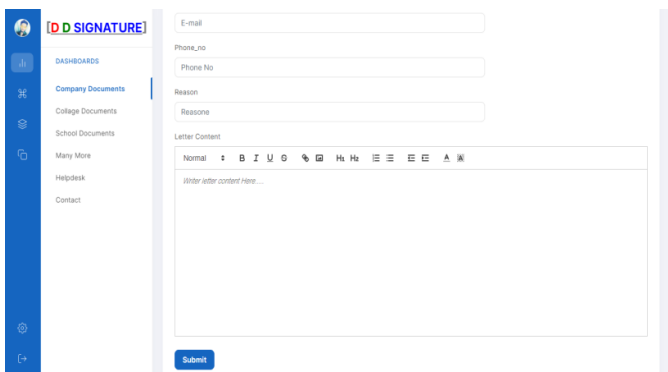 [D D SIGNATURE]
DASHBOARDS
Company Documents
Collage Documents
School Documents
Many More
Helpdesk
Contact
E-mail
Phone_no
Phone No
Reason
Reasone
Letter Content
Normal B I U S H1 H2 A A
Writer letter content Here.....
Submit